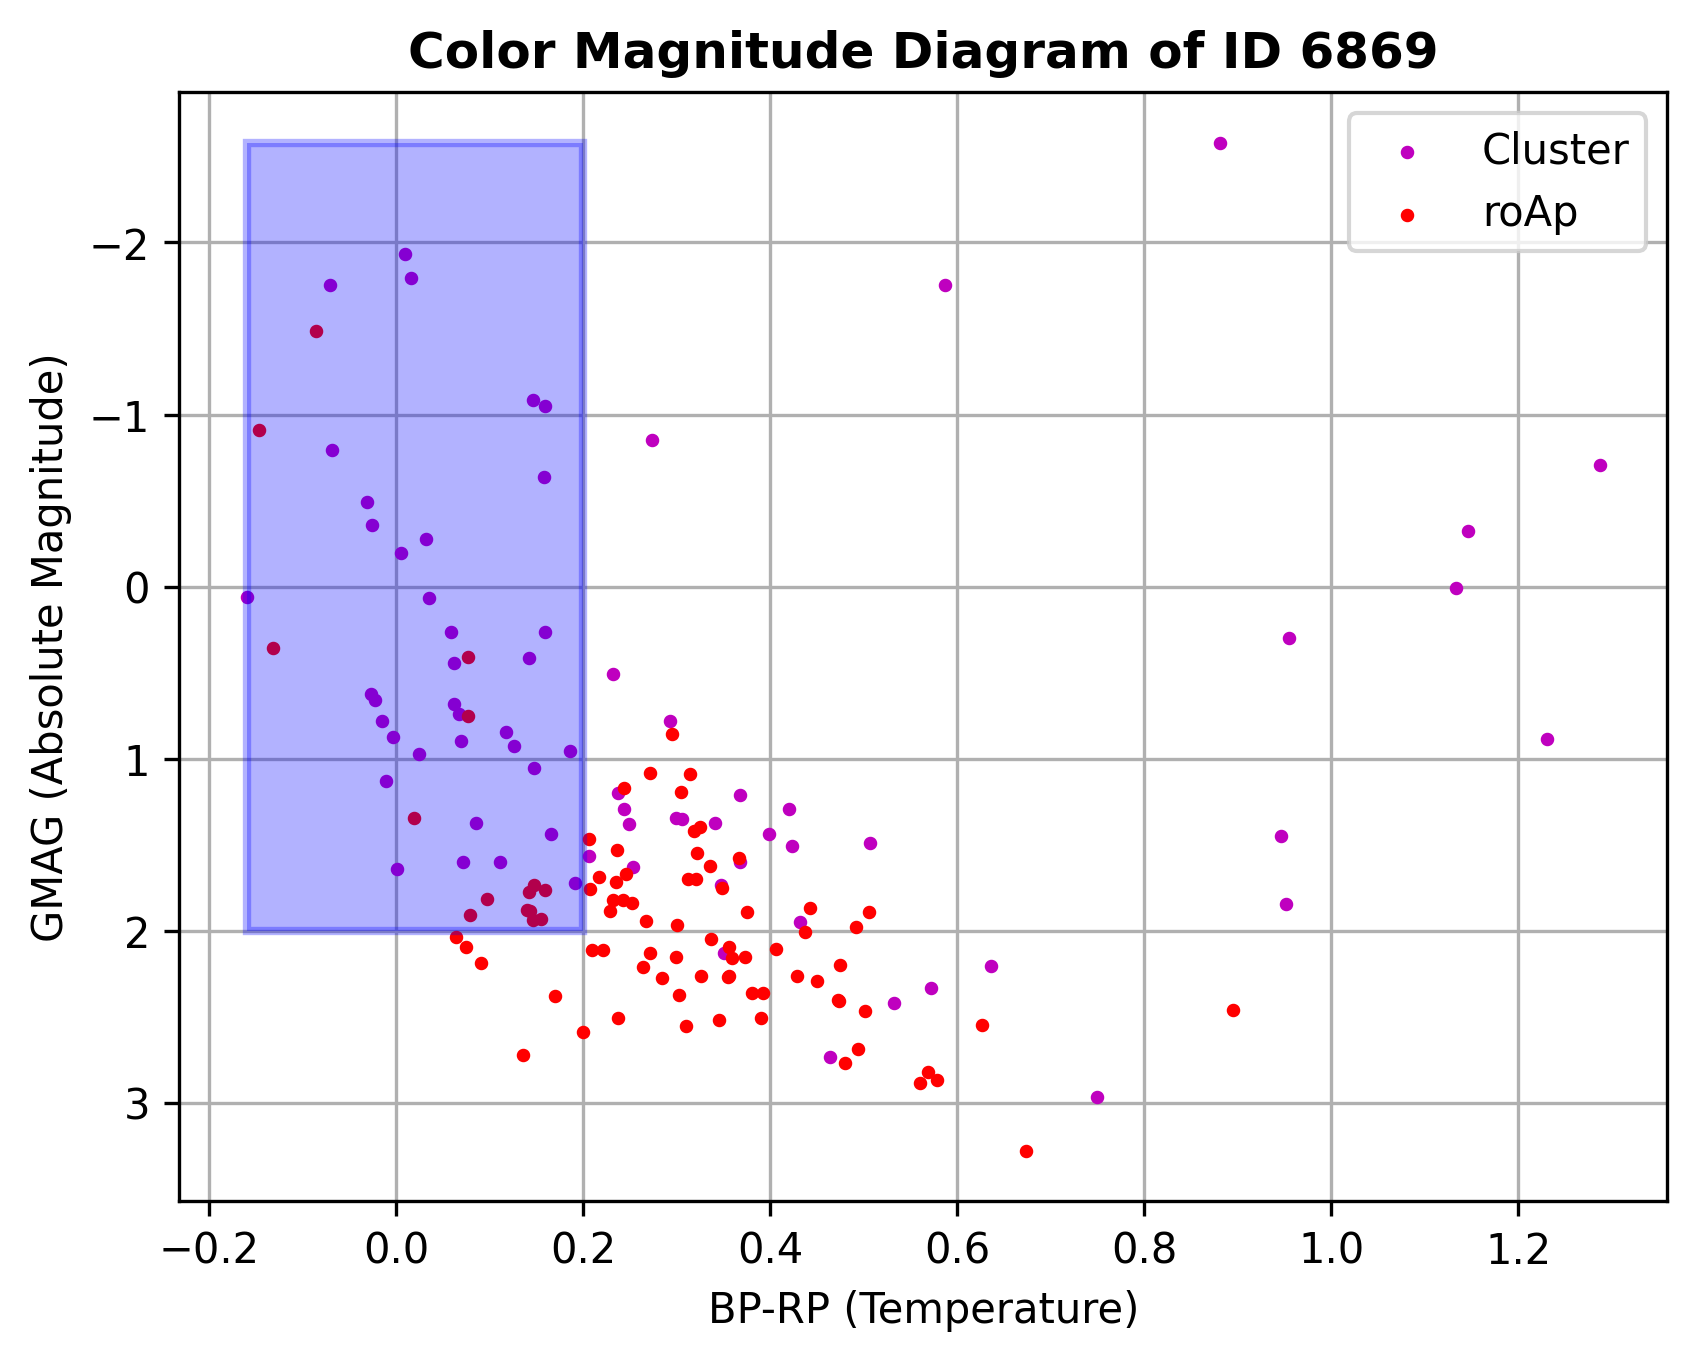 Color Magnitude Diagram of ID 6869
Cluster
roAp
GMAG (Absolute Magnitude)
−2
−1
0
1
2
3
−0.2 0.0 0.2 0.4 0.6 0.8 1.0 1.2
BP-RP (Temperature)